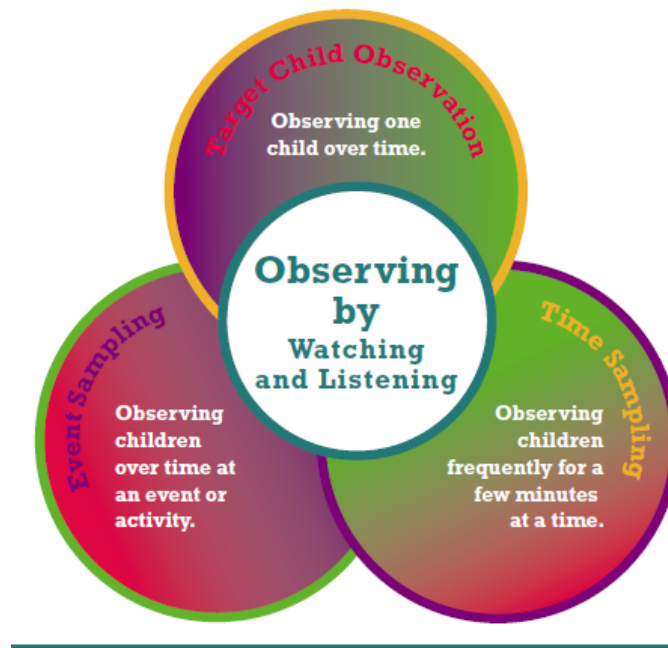 Target Child Observation
Observing one
child over time.
Observing
by
Watching
and Listening
Event Sampling
Observing
children
over time at
an event or
activity.
Time Sampling
Observing
children
frequently for a
few minutes
at a time.